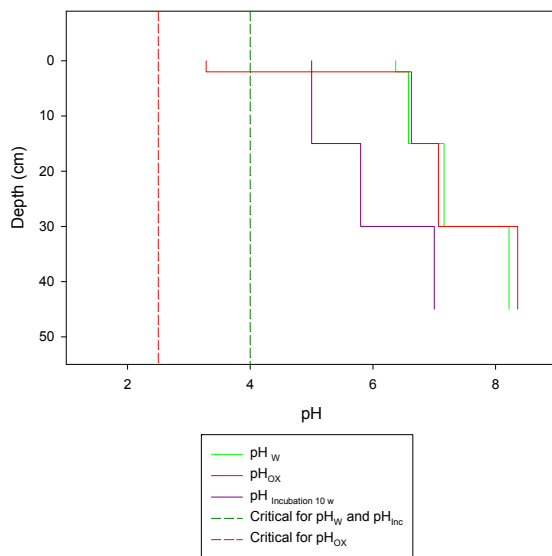 0
10
20
30
40
50
Depth (cm)
2
4
6
8
pH
pH W
pHOX
pH Incubation 10 w
Critical for pHW and pHInc
Critical for pHOX